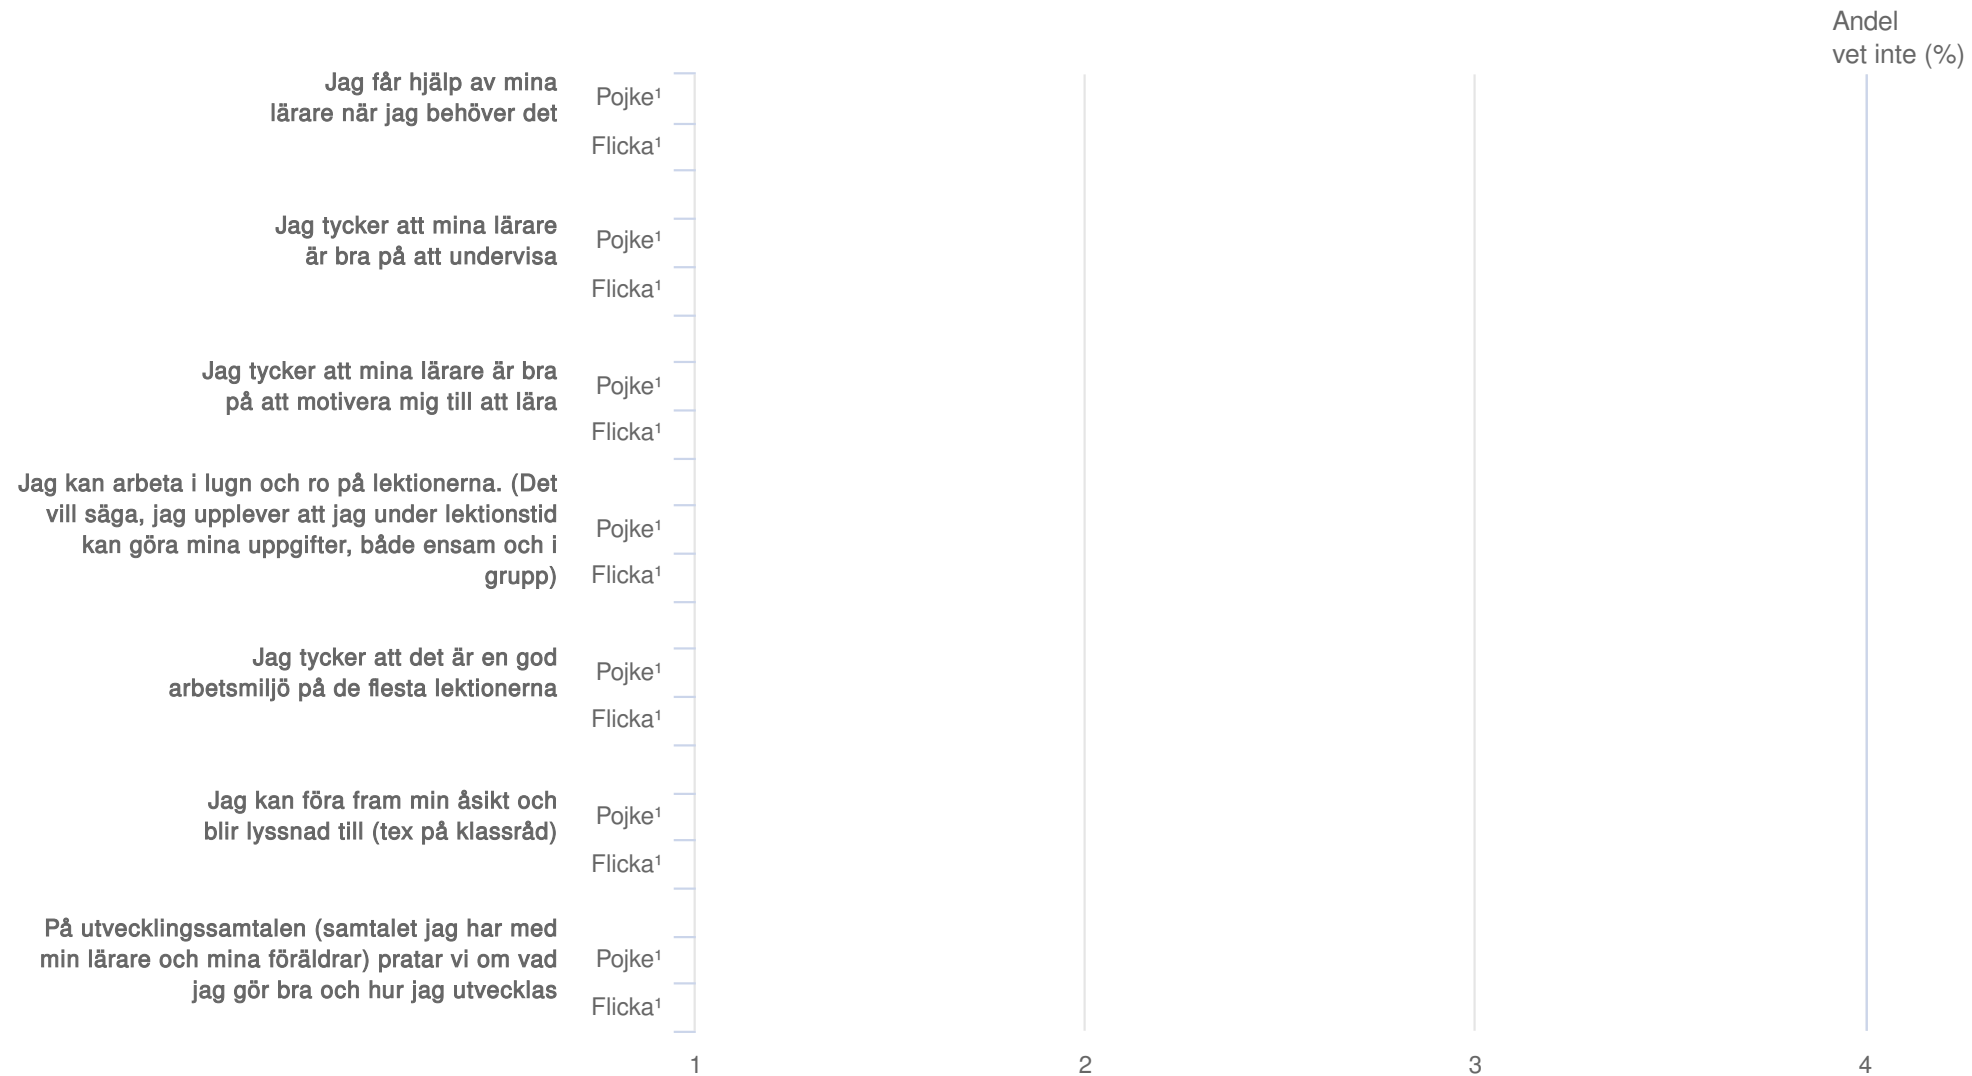 Andel
vet inte (%)
Jag får hjälp av mina
lärare när jag behöver det
Pojke¹
Flicka¹
Jag tycker att mina lärare
är bra på att undervisa
Pojke¹
Flicka¹
Jag tycker att mina lärare är bra
på att motivera mig till att lära
Pojke¹
Flicka¹
Jag kan arbeta i lugn och ro på lektionerna. (Det
vill säga, jag upplever att jag under lektionstid
kan göra mina uppgifter, både ensam och i
grupp)
Pojke¹
Flicka¹
Jag tycker att det är en god
arbetsmiljö på de flesta lektionerna
Pojke¹
Flicka¹
Jag kan föra fram min åsikt och
blir lyssnad till (tex på klassråd)
Pojke¹
Flicka¹
På utvecklingssamtalen (samtalet jag har med
min lärare och mina föräldrar) pratar vi om vad
jag gör bra och hur jag utvecklas
Pojke¹
Flicka¹
1 2 3 4